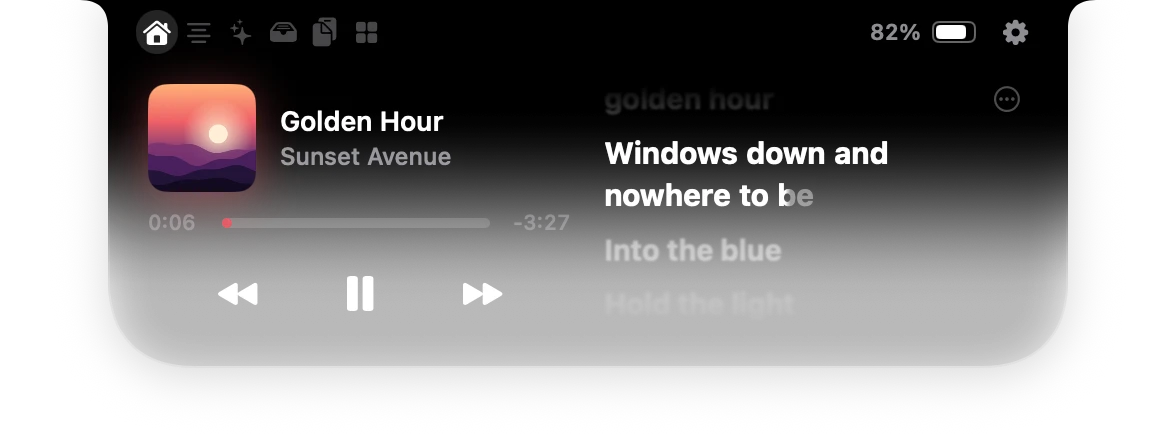 82%
Golden Hour
Sunset Avenue
0:06
-3:27
golden hour
Windows down and
nowhere to be
Into the blue
Hold the light